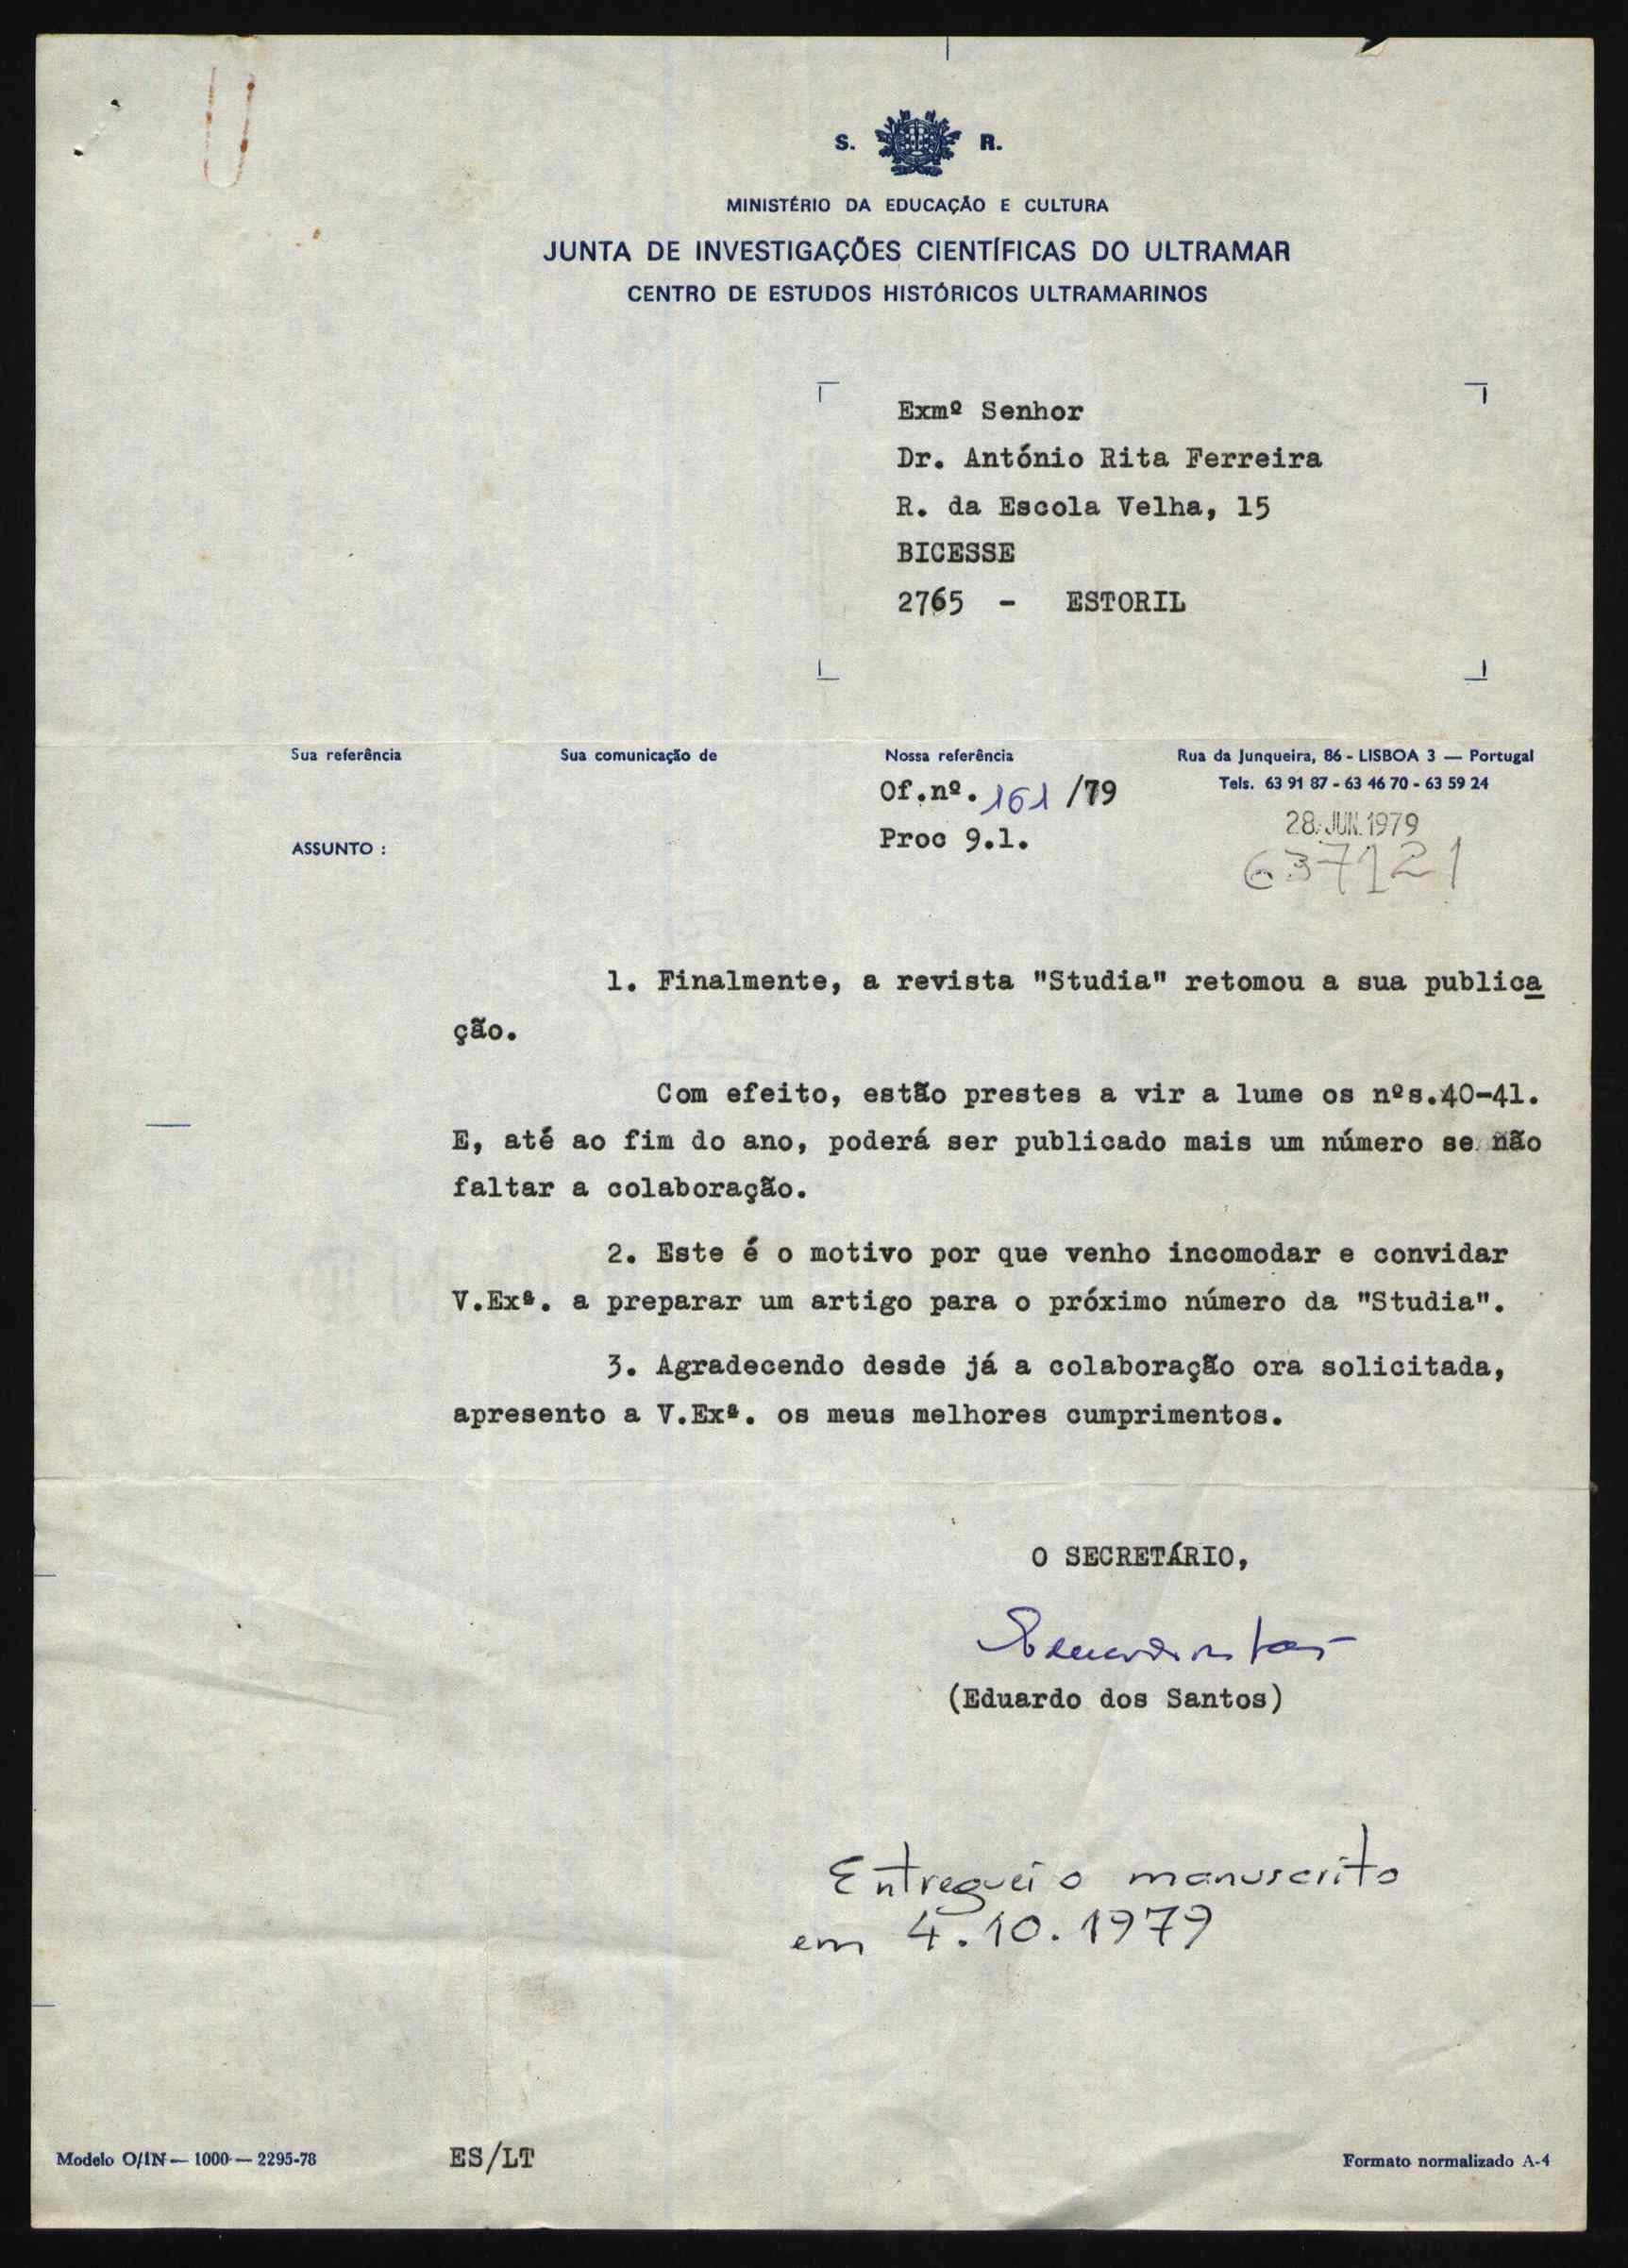 S. R.
MINISTÉRIO DA EDUCAÇÃO E CULTURA
JUNTA DE INVESTIGAÇÕES CIENTÍFICAS DO ULTRAMAR
CENTRO DE ESTUDOS HISTÓRICOS ULTRAMARINOS
Exmº Senhor
Dr. António Rita Ferreira
R. da Escola Velha, 15
BICESSE
2765 - ESTORIL
Sua referência
Sua comunicação de
Nossa referência
Of.nº. 161 /79
Proc 9.1.
Rua da Junqueira, 86 - LISBOA 3 — Portugal
Tels. 63 91 87 - 63 46 70 - 63 59 24
28. JUN. 1979
637121
ASSUNTO :
1. Finalmente, a revista "Studia" retomou a sua publica
ção.
Com efeito, estão prestes a vir a lume os nºs.40-41.
E, até ao fim do ano, poderá ser publicado mais um número se não
faltar a colaboração.
2. Este é o motivo por que venho incomodar e convidar
V.Exª. a preparar um artigo para o próximo número da "Studia".
3. Agradecendo desde já a colaboração ora solicitada,
apresento a V.Exª. os meus melhores cumprimentos.
O SECRETÁRIO,
(Eduardo dos Santos)
Entreguei o manuscrito
em 4.10.1979
Modelo O/IN — 1000 — 2295-78
ES/LT
Formato normalizado A-4